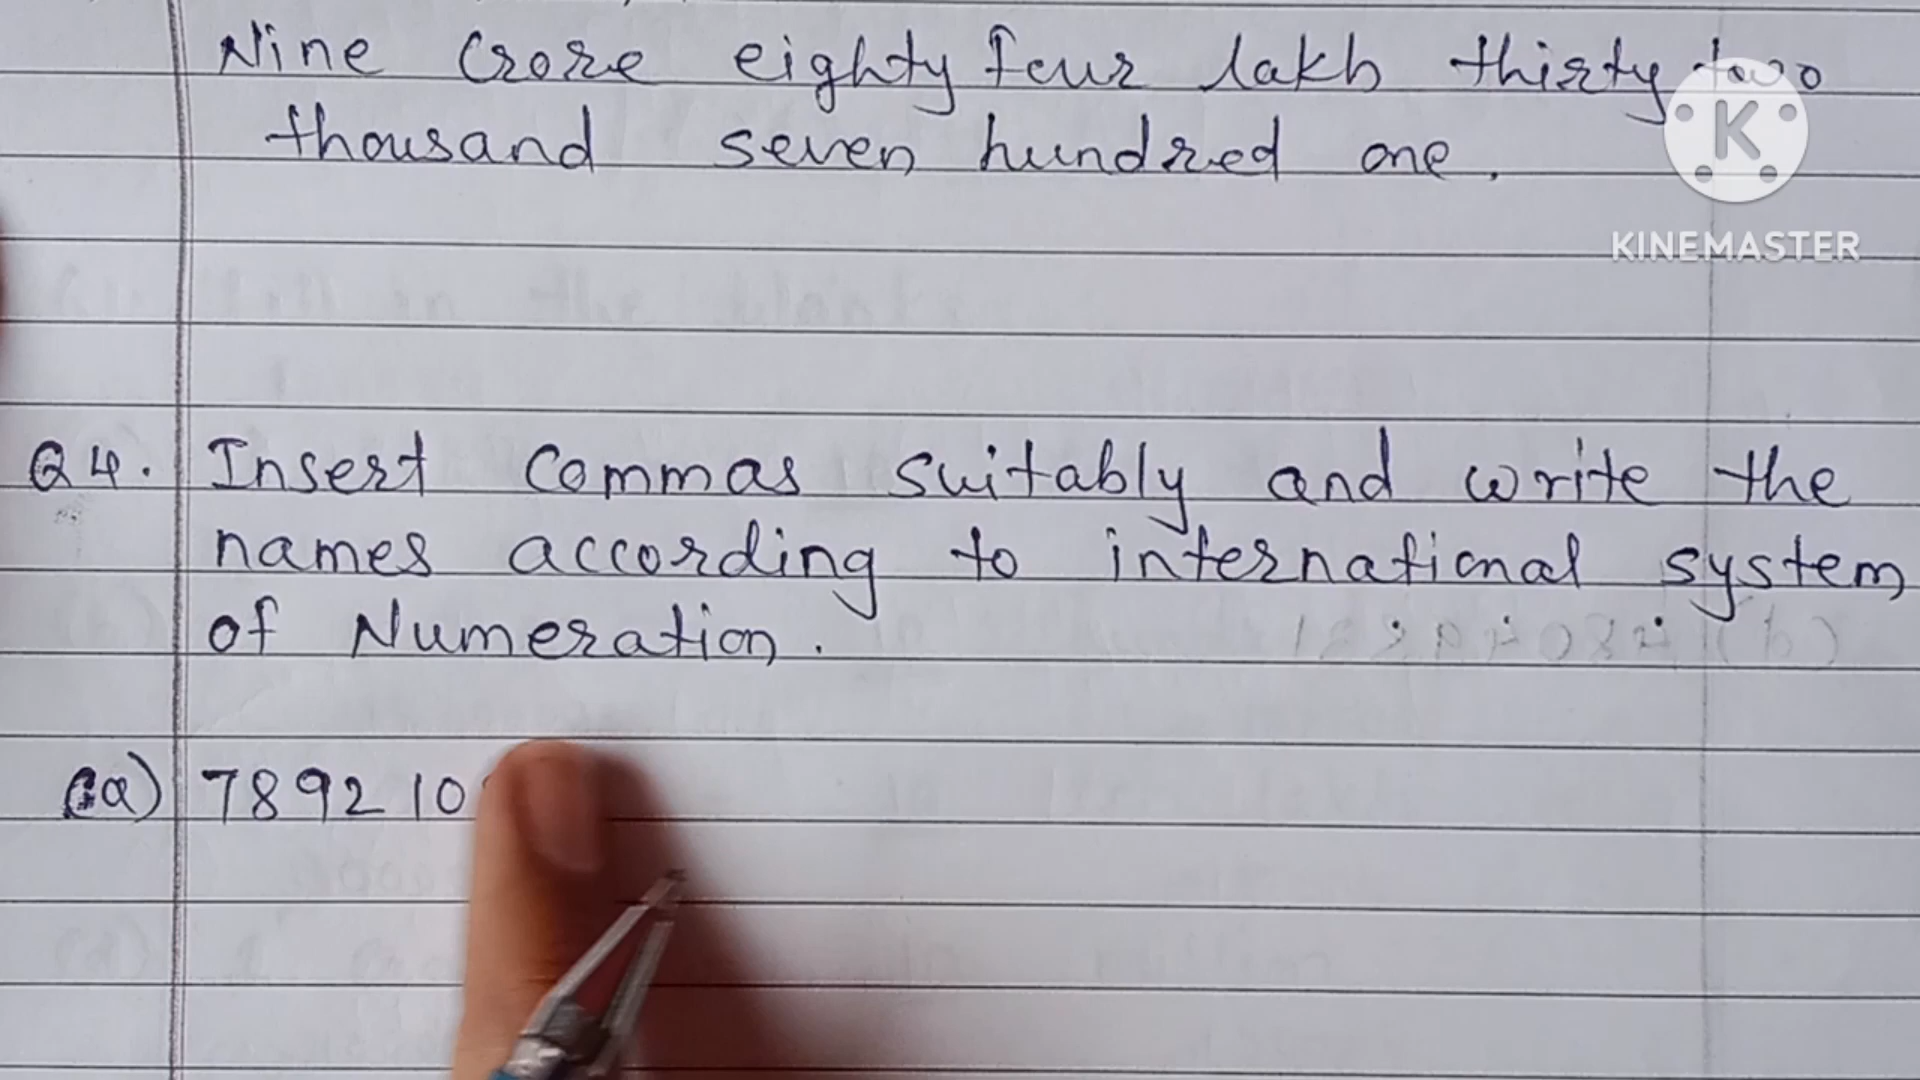 Nine crore eighty four lakh thirty two
thousand seven hundred one.
KINEMASTER
Q4. Insert commas suitably and write the
names according to international system
of Numeration.
(a) 789210